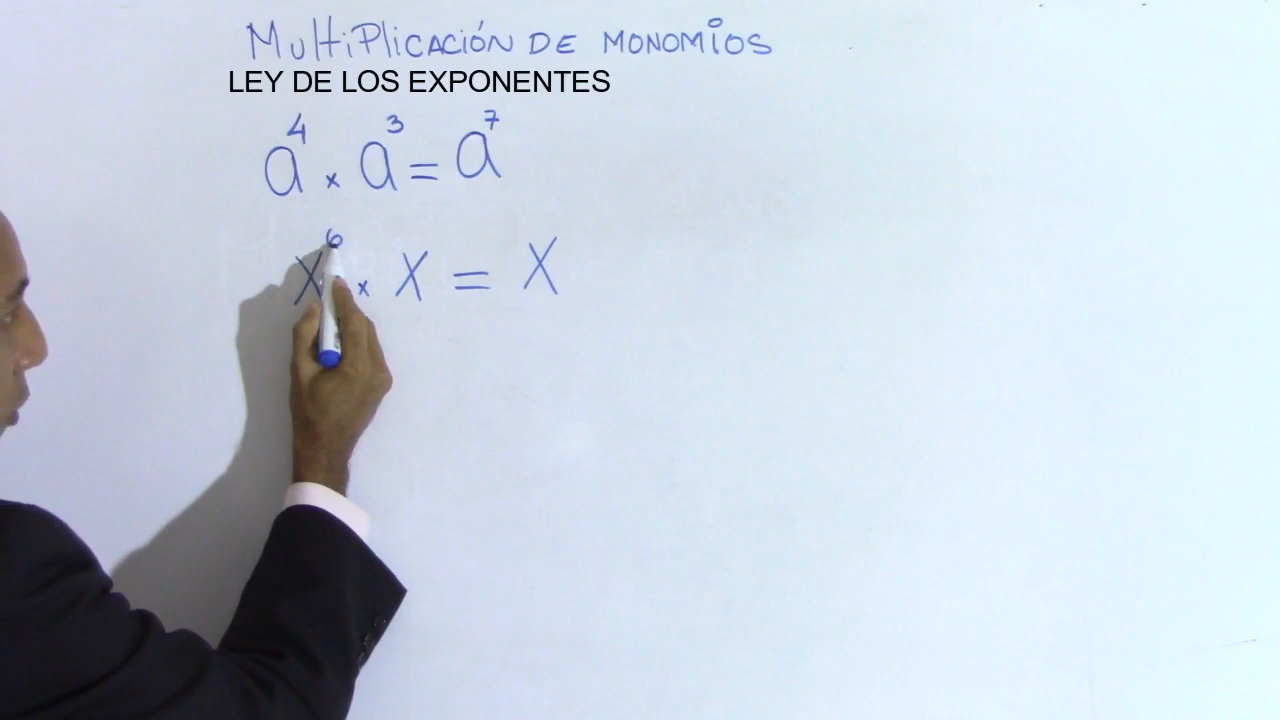 MultiPlicACIÓN DE MONOMIOS
LEY DE LOS EXPONENTES
a⁴ × a³ = a⁷
X⁶ × X = X